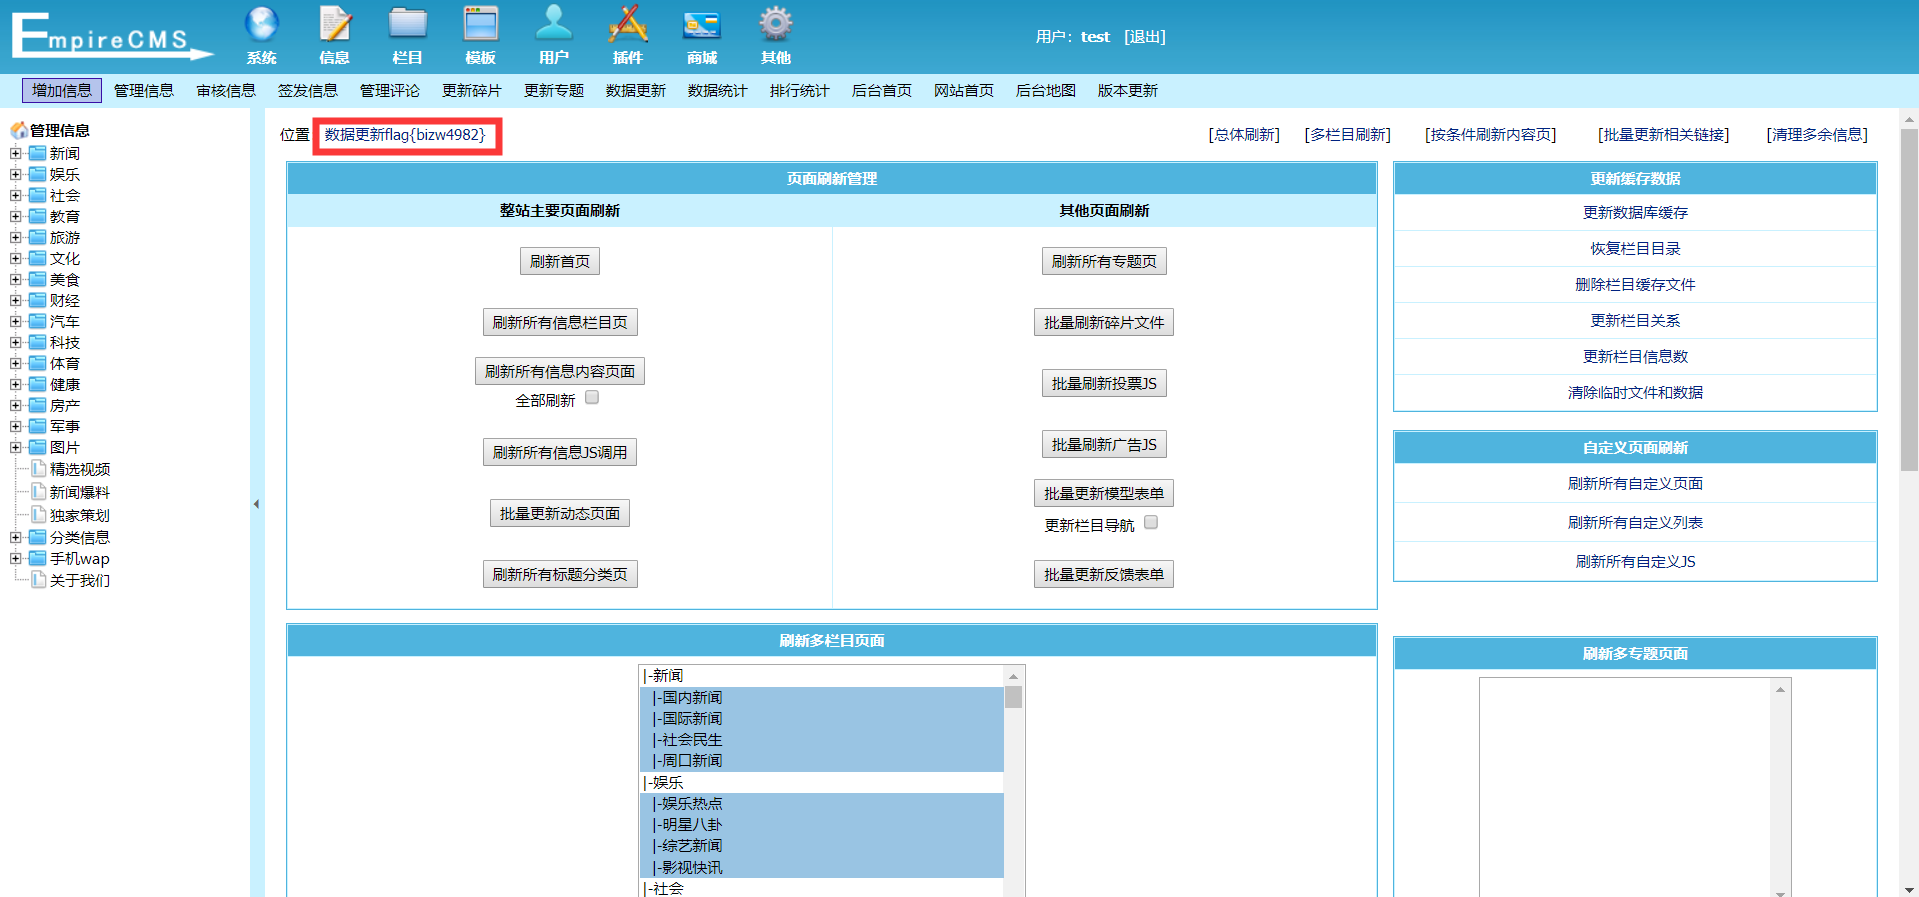 EmpireCMS
系统 信息 栏目 模板 用户 插件 商城 其他
用户：test [退出]
增加信息 管理信息 审核信息 签发信息 管理评论 更新碎片 更新专题 数据更新 数据统计 排行统计 后台首页 网站首页 后台地图 版本更新
管理信息
新闻
娱乐
社会
教育
旅游
文化
美食
财经
汽车
科技
体育
健康
房产
军事
图片
精选视频
新闻爆料
独家策划
分类信息
手机wap
关于我们
位置 数据更新flag{bizw4982}
[总体刷新] [多栏目刷新] [按条件刷新内容页] [批量更新相关链接] [清理多余信息]
页面刷新管理
整站主要页面刷新 其他页面刷新
刷新首页 刷新所有专题页
刷新所有信息栏目页 批量刷新碎片文件
刷新所有信息内容页面 批量刷新投票JS
全部刷新
刷新所有信息JS调用 批量刷新广告JS
批量更新动态页面 批量更新模型表单
更新栏目导航
刷新所有标题分类页 批量更新反馈表单
更新缓存数据
更新数据库缓存
恢复栏目目录
删除栏目缓存文件
更新栏目关系
更新栏目信息数
清除临时文件和数据
自定义页面刷新
刷新所有自定义页面
刷新所有自定义列表
刷新所有自定义JS
刷新多栏目页面
|-新闻
|-国内新闻
|-国际新闻
|-社会民生
|-周口新闻
|-娱乐
|-娱乐热点
|-明星八卦
|-综艺新闻
|-影视快讯
|-社会
刷新多专题页面